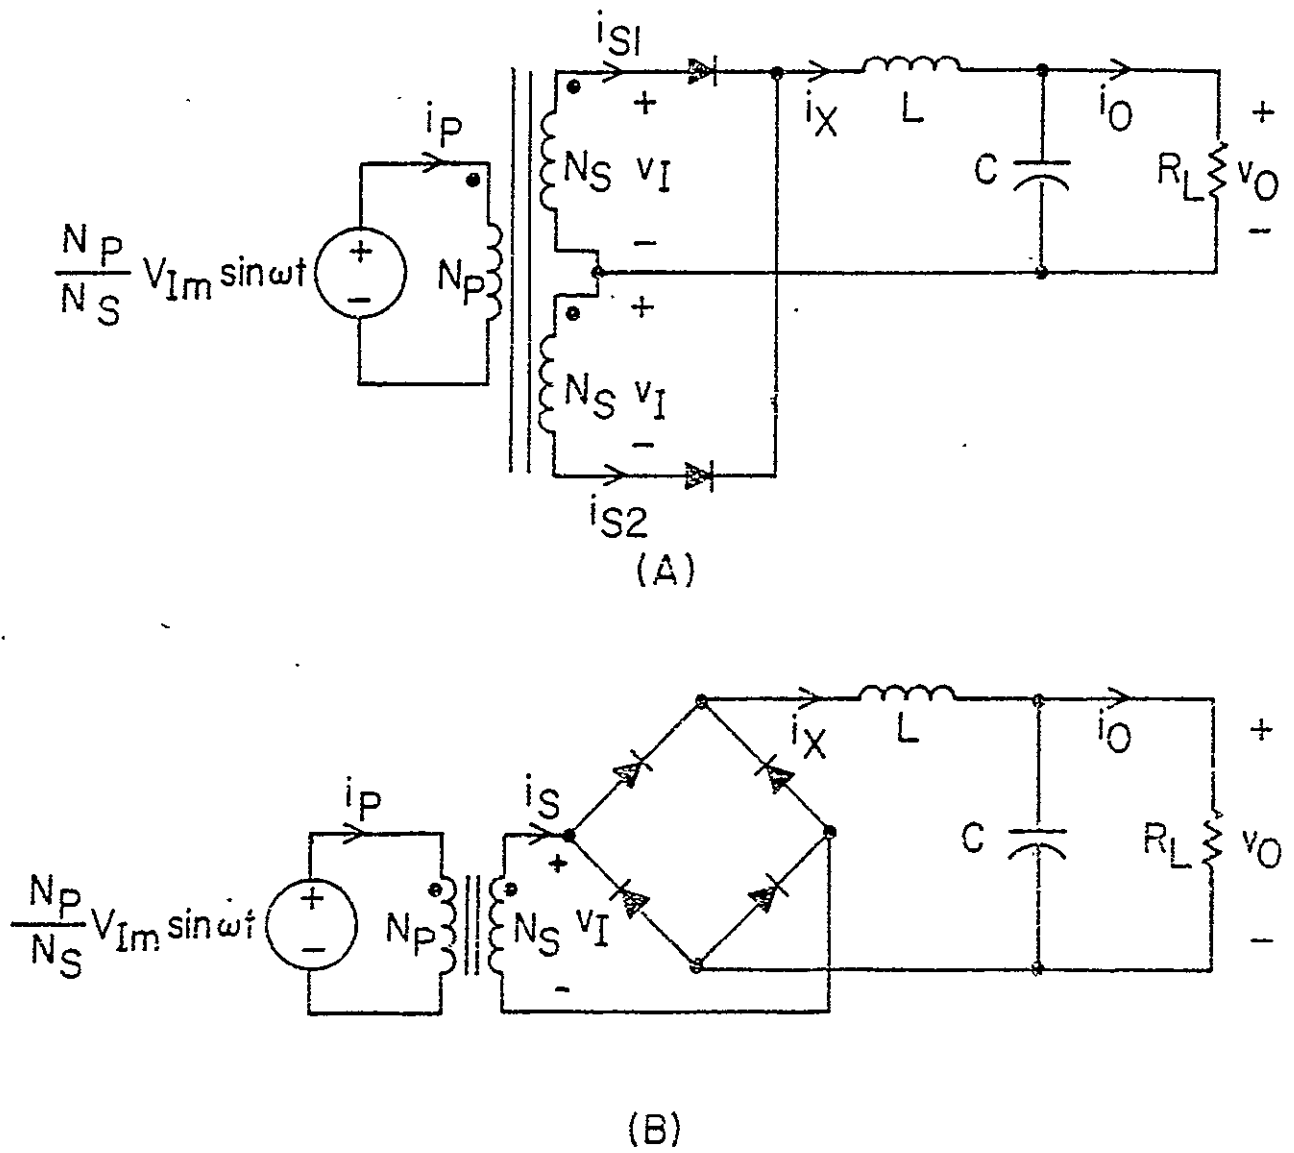 iS1
+
iX
L
iO
+
iP
NS vI
C
RL vO
NP/NS VIm sinωt
+
−
NP
−
−
+
NS vI
−
iS2
(A)
iX
L
iO
+
iP
iS
+
C
RL vO
NP/NS VIm sinωt
+
−
NP
NS vI
−
−
(B)